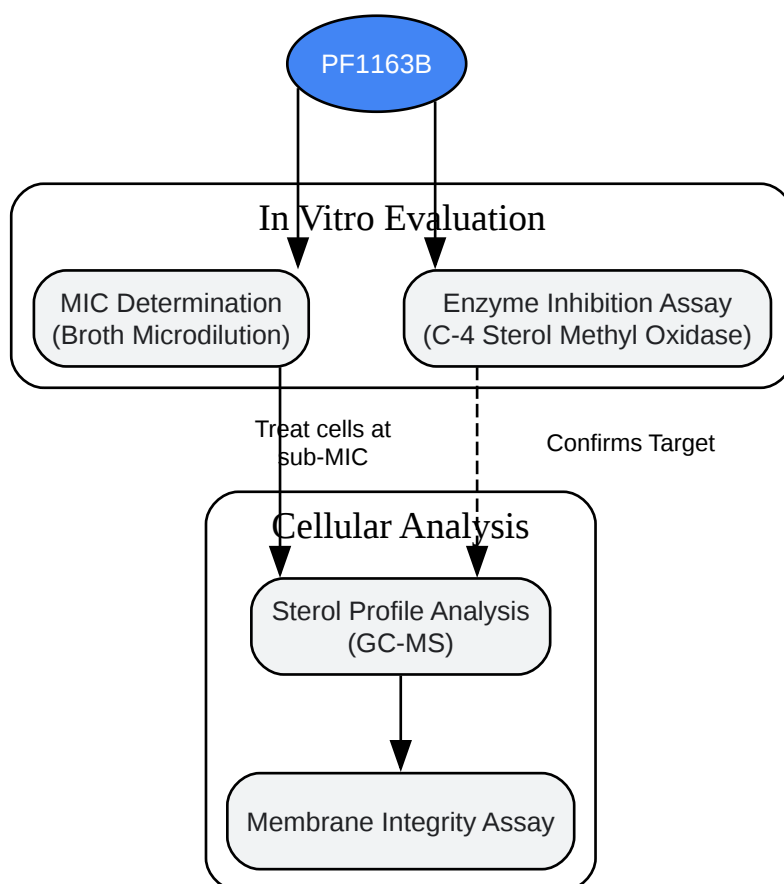 PF1163B
In Vitro Evaluation
MIC Determination
(Broth Microdilution)
Enzyme Inhibition Assay
(C-4 Sterol Methyl Oxidase)
Treat cells at
sub-MIC
Confirms Target
Cellular Analysis
Sterol Profile Analysis
(GC-MS)
Membrane Integrity Assay